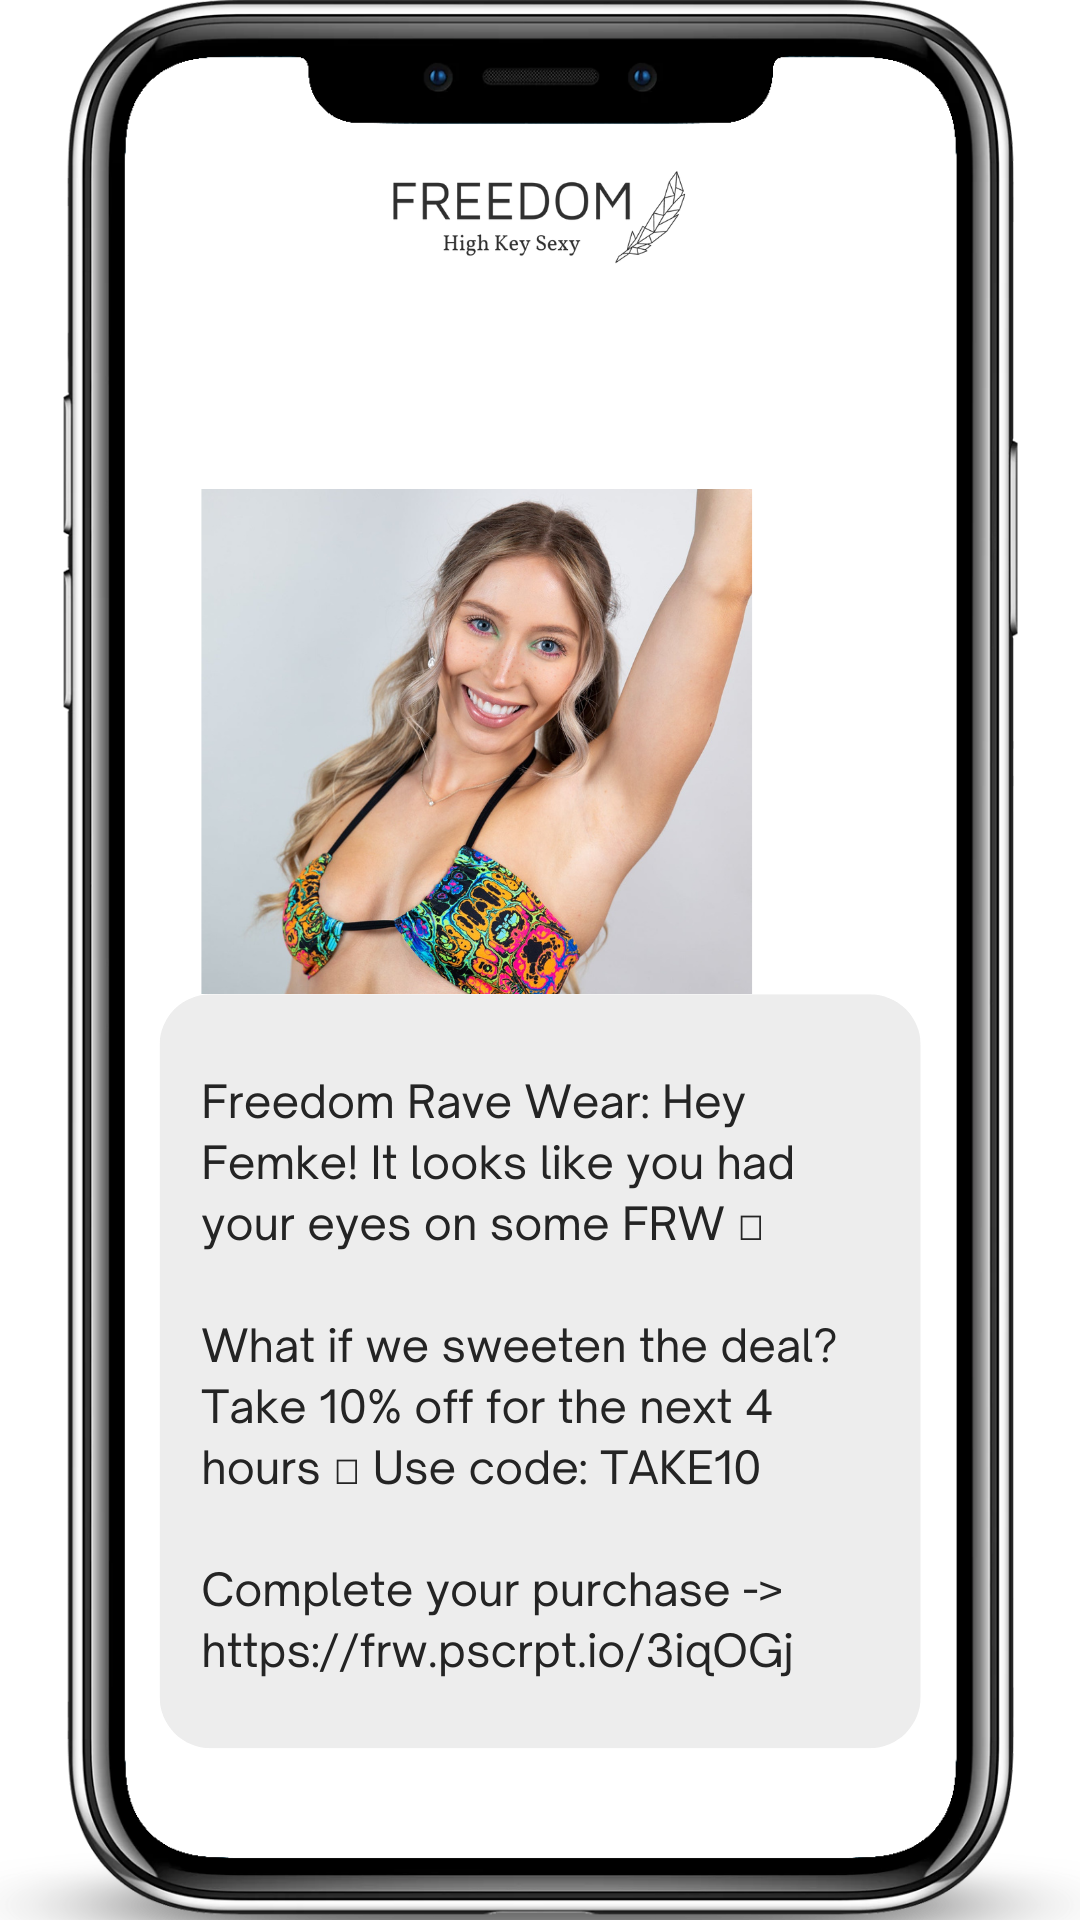 FREEDOM
High Key Sexy
Freedom Rave Wear: Hey
Femke! It looks like you had
your eyes on some FRW □
What if we sweeten the deal?
Take 10% off for the next 4
hours □ Use code: TAKE10
Complete your purchase ->
https://frw.pscrpt.io/3iqOGj